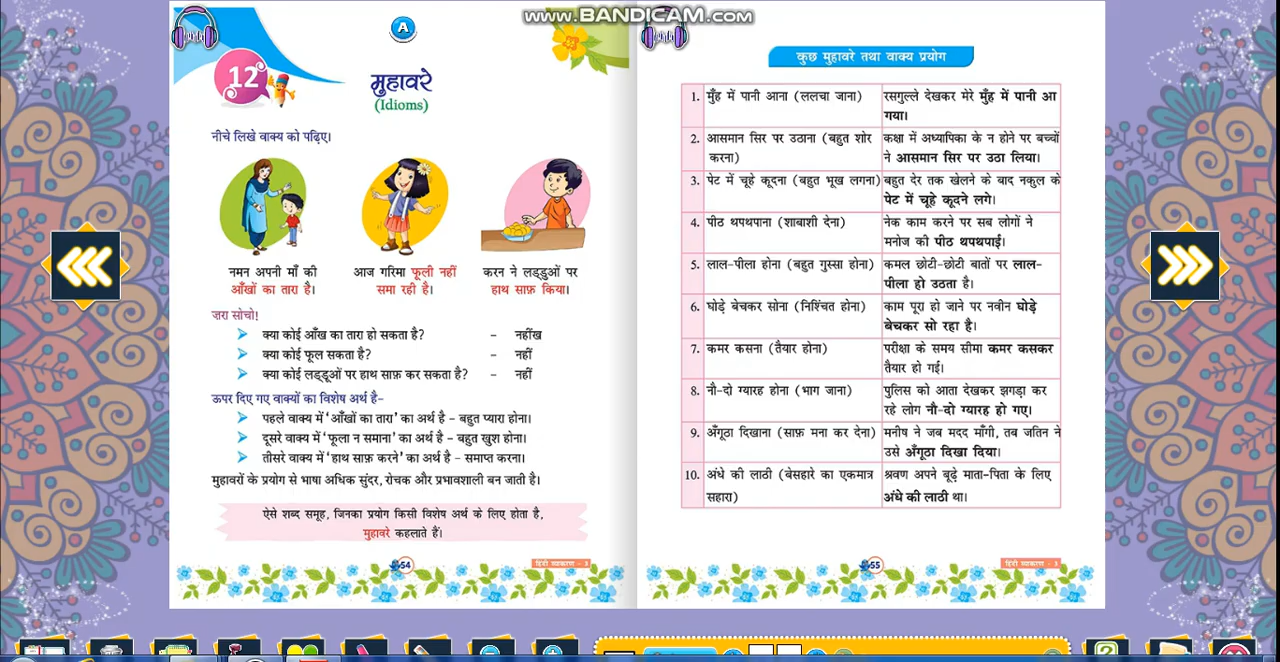 www.BANDICAM.com
A
12
मुहावरे
(Idioms)
नीचे लिखे वाक्य को पढ़िए।
नमन अपनी माँ की
आँखों का तारा है।
आज गरिमा फूली नहीं
समा रही है।
करन ने लड्डुओं पर
हाथ साफ़ किया।
ज़रा सोचो!
क्या कोई आँख का तारा हो सकता है? – नहींख
क्या कोई फूल सकता है? – नहीं
क्या कोई लड्डूओं पर हाथ साफ़ कर सकता है? – नहीं
ऊपर दिए गए वाक्यों का विशेष अर्थ है–
पहले वाक्य में ‘आँखों का तारा’ का अर्थ है – बहुत प्यारा होना।
दूसरे वाक्य में ‘फूला न समाना’ का अर्थ है – बहुत खुश होना।
तीसरे वाक्य में ‘हाथ साफ़ करने’ का अर्थ है – समाप्त करना।
मुहावरों के प्रयोग से भाषा अधिक सुंदर, रोचक और प्रभावशाली बन जाती है।
ऐसे शब्द समूह, जिनका प्रयोग किसी विशेष अर्थ के लिए होता है,
मुहावरे कहलाते हैं।
54
हिंदी व्याकरण - 3
कुछ मुहावरे तथा वाक्य प्रयोग
1. मुँह में पानी आना (ललचा जाना) रसगुल्ले देखकर मेरे मुँह में पानी आ
गया।
2. आसमान सिर पर उठाना (बहुत शोर कक्षा में अध्यापिका के न होने पर बच्चों
करना) ने आसमान सिर पर उठा लिया।
3. पेट में चूहे कूदना (बहुत भूख लगना) बहुत देर तक खेलने के बाद नकुल के
पेट में चूहे कूदने लगे।
4. पीठ थपथपाना (शाबाशी देना) नेक काम करने पर सब लोगों ने
मनोज की पीठ थपथपाई।
5. लाल-पीला होना (बहुत गुस्सा होना) कमल छोटी-छोटी बातों पर लाल-
पीला हो उठता है।
6. घोड़े बेचकर सोना (निश्चिंत होना) काम पूरा हो जाने पर नवीन घोड़े
बेचकर सो रहा है।
7. कमर कसना (तैयार होना) परीक्षा के समय सीमा कमर कसकर
तैयार हो गई।
8. नौ-दो ग्यारह होना (भाग जाना) पुलिस को आता देखकर झगड़ा कर
रहे लोग नौ-दो ग्यारह हो गए।
9. अँगूठा दिखाना (साफ़ मना कर देना) मनीष ने जब मदद माँगी, तब जतिन ने
उसे अँगूठा दिखा दिया।
10. अंधे की लाठी (बेसहारे का एकमात्र श्रवण अपने बूढ़े माता-पिता के लिए
सहारा) अंधे की लाठी था।
55
हिंदी व्याकरण - 3